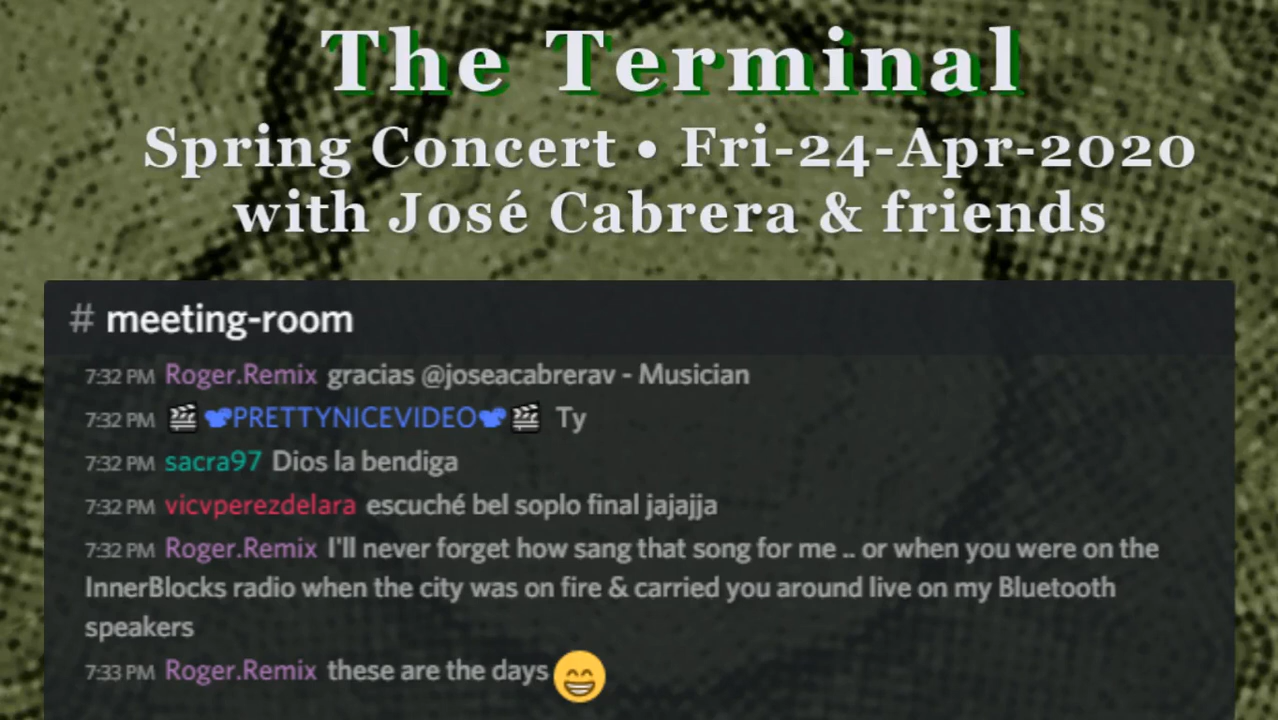 The Terminal
Spring Concert • Fri-24-Apr-2020
with José Cabrera & friends
# meeting-room
7:32 PM Roger.Remix gracias @joseacabrerav - Musician
7:32 PM 🎬🐭PRETTYNICEVIDEO🐭🎬 Ty
7:32 PM sacra97 Dios la bendiga
7:32 PM vicvperezdelara escuché bel soplo final jajajja
7:32 PM Roger.Remix I'll never forget how sang that song for me .. or when you were on the
InnerBlocks radio when the city was on fire & carried you around live on my Bluetooth
speakers
7:33 PM Roger.Remix these are the days 😁